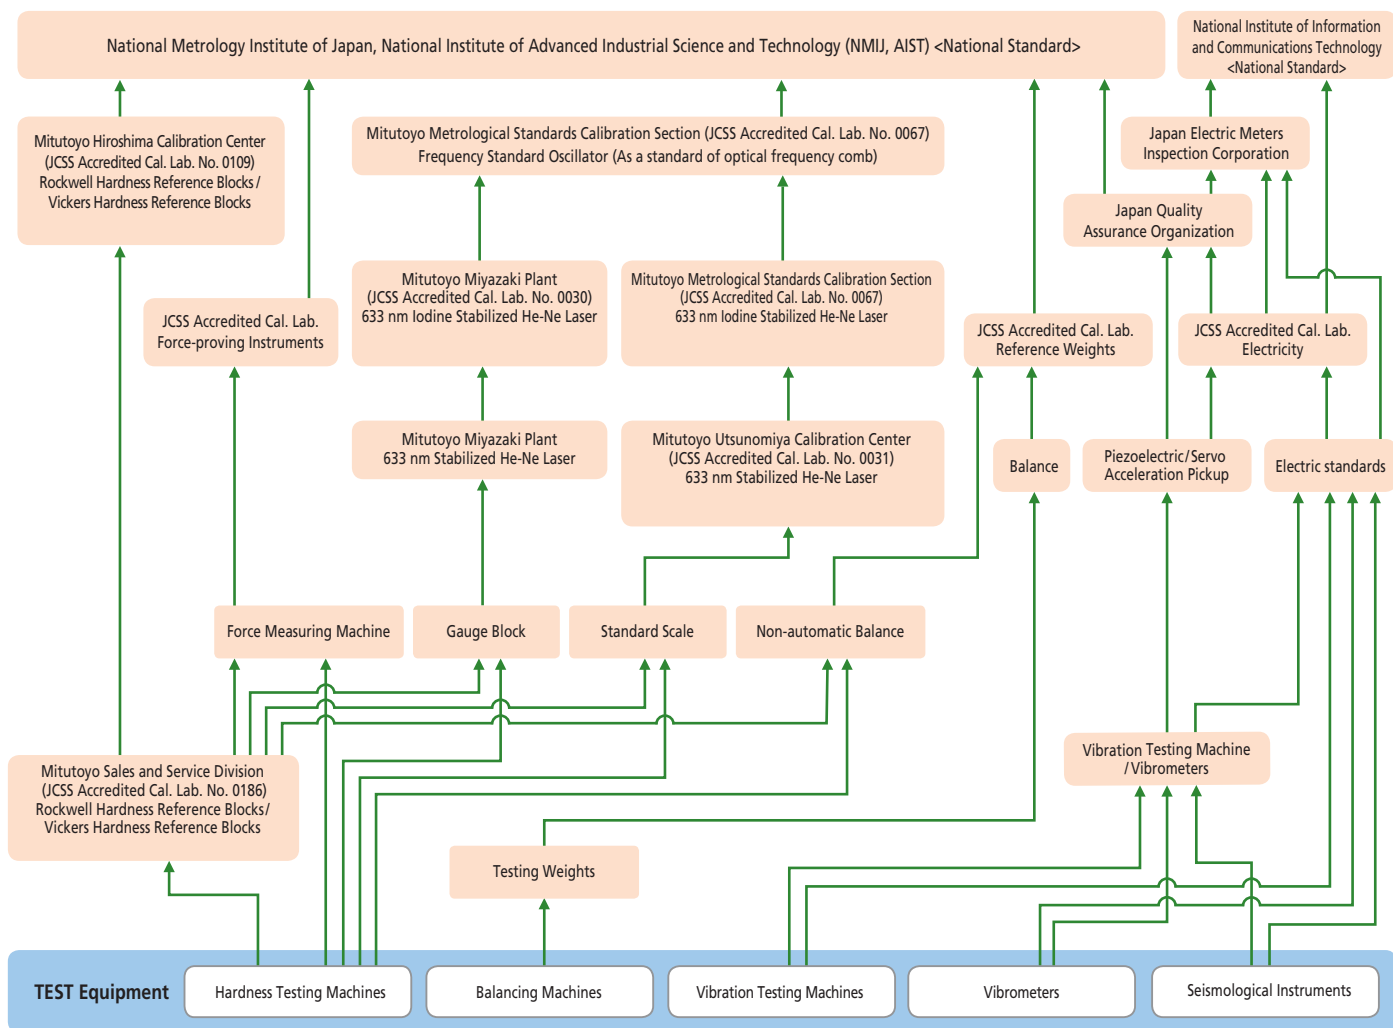 National Metrology Institute of Japan, National Institute of Advanced Industrial Science and Technology (NMIJ, AIST) <National Standard>
National Institute of Information
and Communications Technology
<National Standard>
Mitutoyo Hiroshima Calibration Center
(JCSS Accredited Cal. Lab. No. 0109)
Rockwell Hardness Reference Blocks /
Vickers Hardness Reference Blocks
Mitutoyo Metrological Standards Calibration Section (JCSS Accredited Cal. Lab. No. 0067)
Frequency Standard Oscillator (As a standard of optical frequency comb)
Japan Electric Meters
Inspection Corporation
Japan Quality
Assurance Organization
JCSS Accredited Cal. Lab.
Force-proving Instruments
Mitutoyo Miyazaki Plant
(JCSS Accredited Cal. Lab. No. 0030)
633 nm Iodine Stabilized He-Ne Laser
Mitutoyo Metrological Standards Calibration Section
(JCSS Accredited Cal. Lab. No. 0067)
633 nm Iodine Stabilized He-Ne Laser
JCSS Accredited Cal. Lab.
Reference Weights
JCSS Accredited Cal. Lab.
Electricity
Mitutoyo Miyazaki Plant
633 nm Stabilized He-Ne Laser
Mitutoyo Utsunomiya Calibration Center
(JCSS Accredited Cal. Lab. No. 0031)
633 nm Stabilized He-Ne Laser
Balance
Piezoelectric/Servo
Acceleration Pickup
Electric standards
Force Measuring Machine
Gauge Block
Standard Scale
Non-automatic Balance
Mitutoyo Sales and Service Division
(JCSS Accredited Cal. Lab. No. 0186)
Rockwell Hardness Reference Blocks/
Vickers Hardness Reference Blocks
Vibration Testing Machine
/Vibrometers
Testing Weights
TEST Equipment
Hardness Testing Machines
Balancing Machines
Vibration Testing Machines
Vibrometers
Seismological Instruments